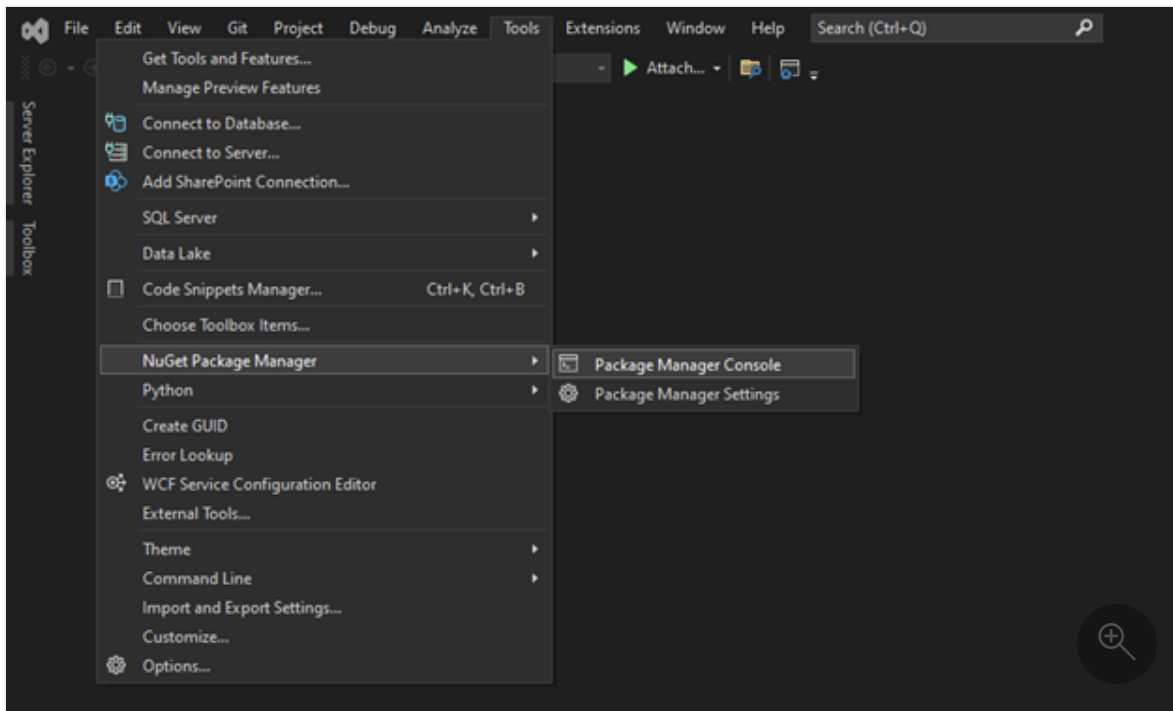 File Edit View Git Project Debug Analyze Tools Extensions Window Help Search (Ctrl+Q)
Attach...
Server Explorer
Toolbox
Get Tools and Features...
Manage Preview Features
Connect to Database...
Connect to Server...
Add SharePoint Connection...
SQL Server
Data Lake
Code Snippets Manager... Ctrl+K, Ctrl+B
Choose Toolbox Items...
NuGet Package Manager
Package Manager Console
Package Manager Settings
Python
Create GUID
Error Lookup
WCF Service Configuration Editor
External Tools...
Theme
Command Line
Import and Export Settings...
Customize...
Options...